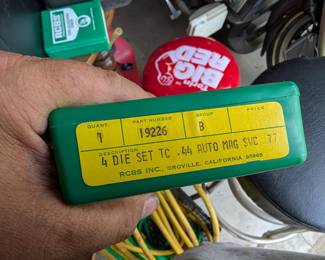 RCBS
BIG
RED
QUANT.
PART NUMBER
GROUP
PRICE
1
19226
B
DESCRIPTION
4 DIE SET TC .44 AUTO MAG SVC 77
RCBS INC., OROVILLE, CALIFORNIA 95965